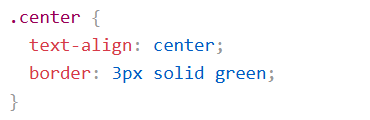 .center {
  text-align: center;
  border: 3px solid green;
}